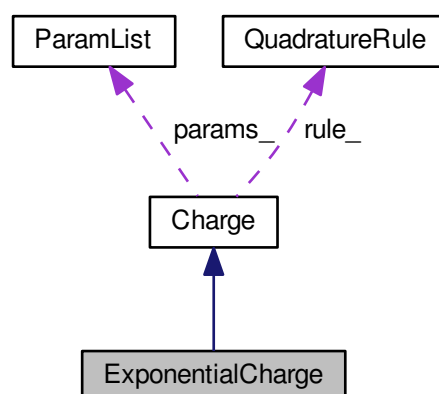 ParamList QuadratureRule
params_ rule_
Charge
ExponentialCharge